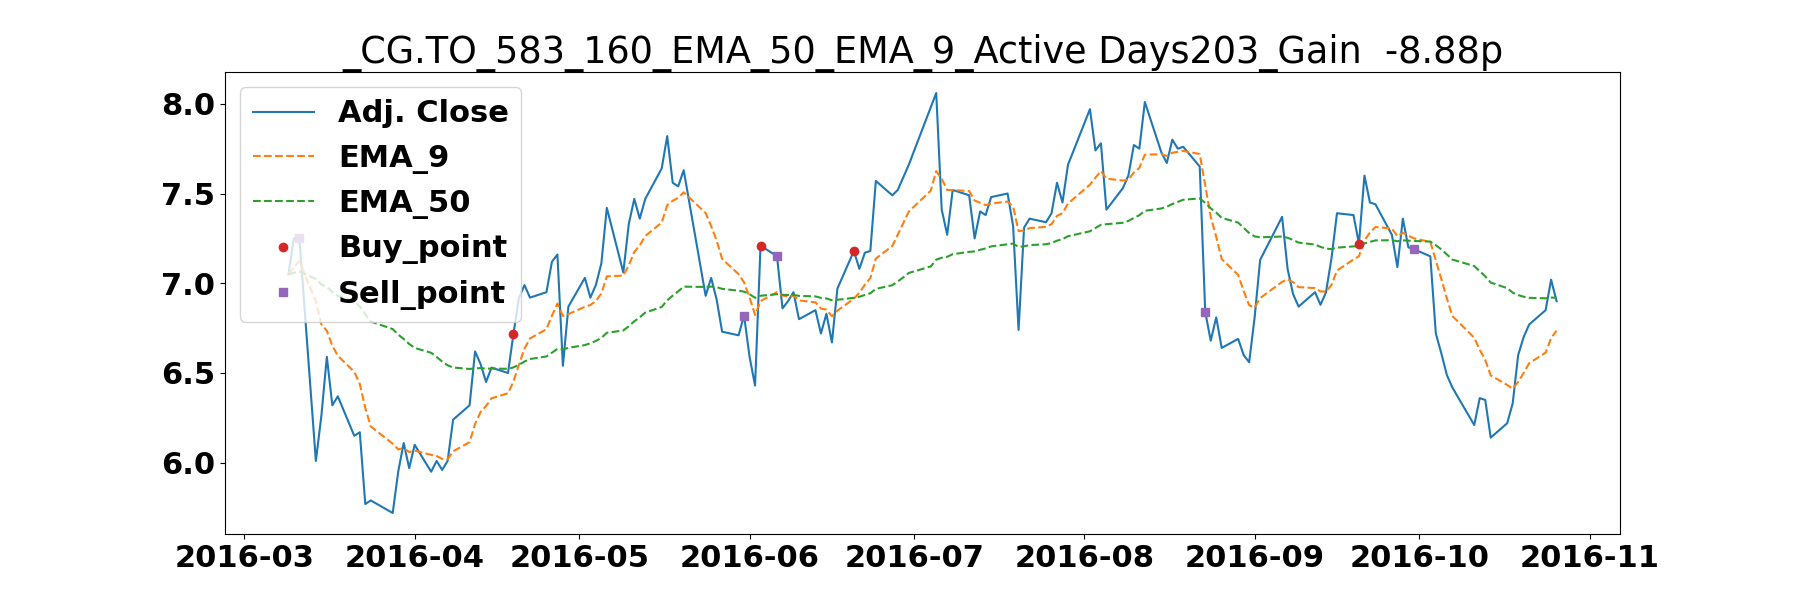 _CG.TO_583_160_EMA_50_EMA_9_Active Days203_Gain  -8.88p
8.0
7.5
7.0
6.5
6.0
Adj. Close
EMA_9
EMA_50
Buy_point
Sell_point
2016-03 2016-04 2016-05 2016-06 2016-07 2016-08 2016-09 2016-10 2016-11